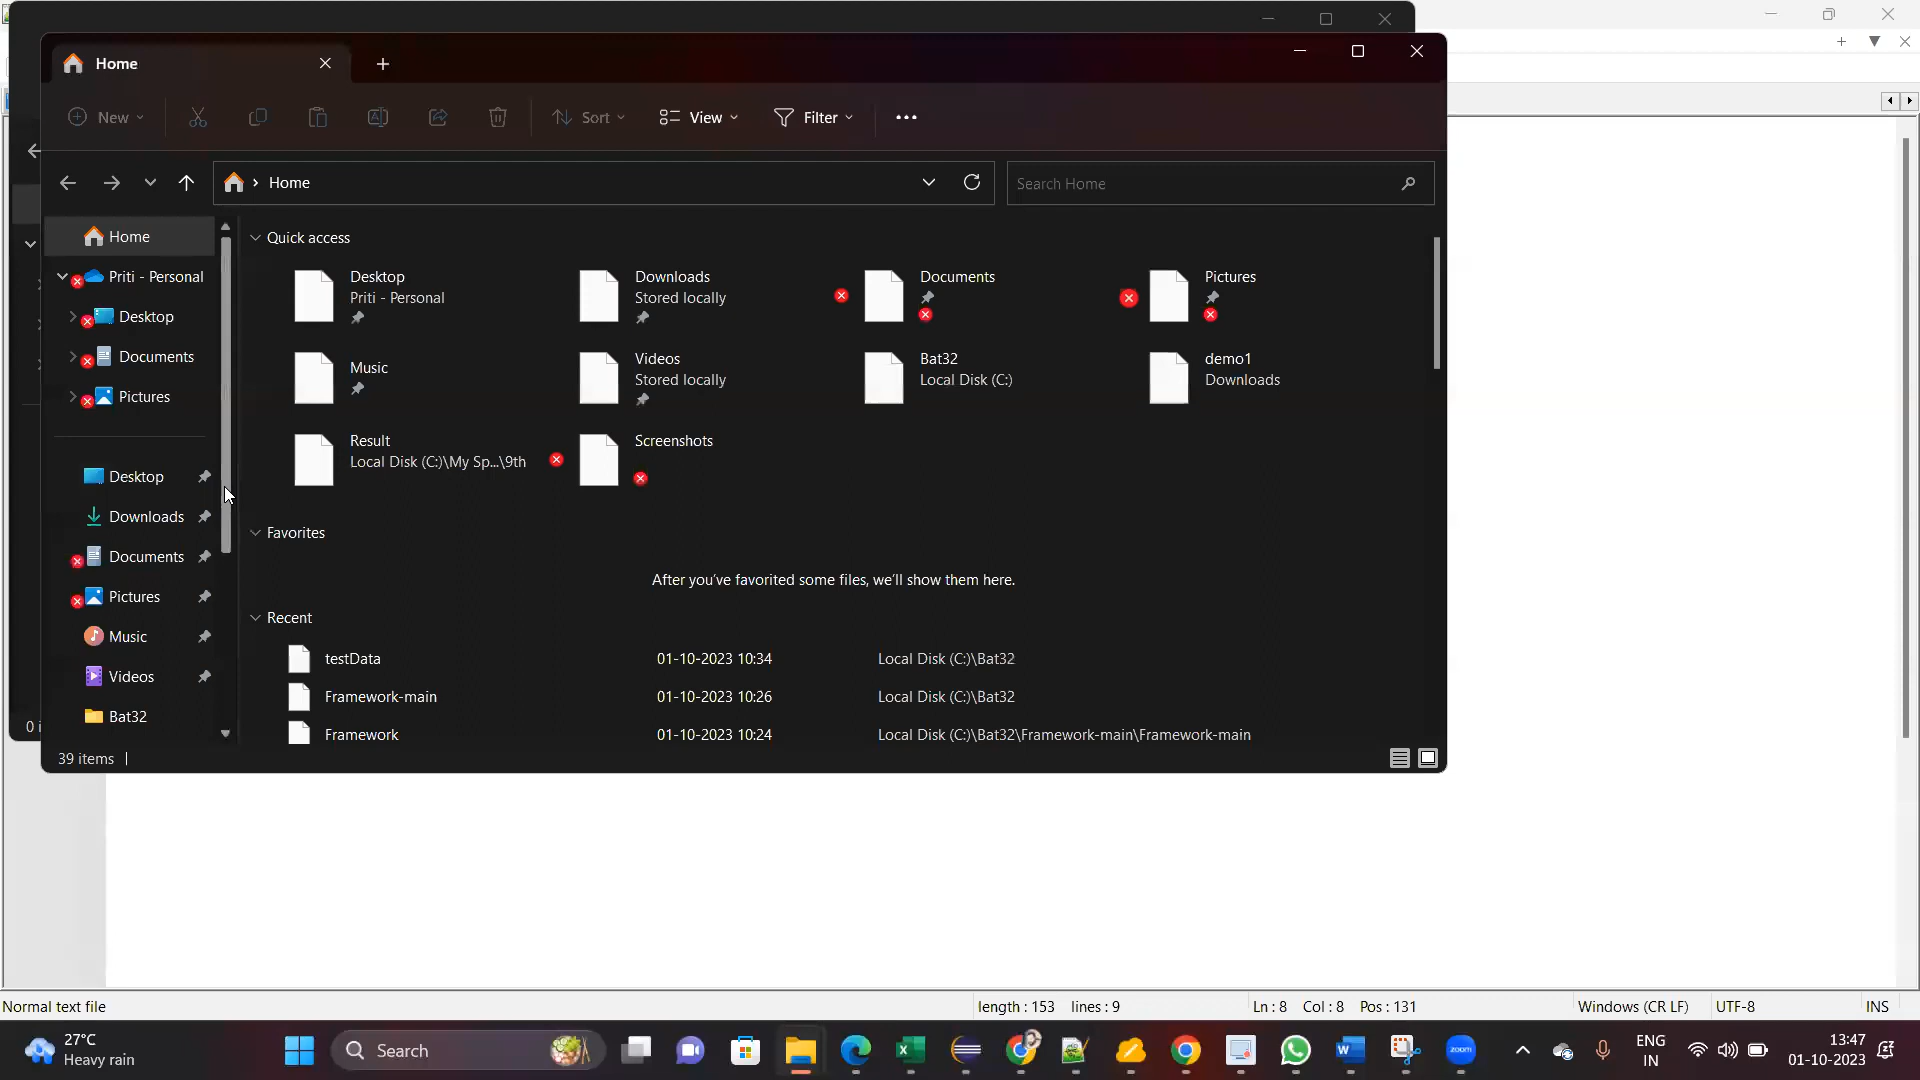 Home
New
Sort
View
Filter
Home
Search Home
Home
Priti - Personal
Desktop
Documents
Pictures
Desktop
Downloads
Documents
Pictures
Music
Videos
Bat32
Quick access
Desktop
Priti - Personal
Downloads
Stored locally
Documents
Pictures
Music
Videos
Stored locally
Bat32
Local Disk (C:)
demo1
Downloads
Result
Local Disk (C:)\My Sp...\9th
Screenshots
Favorites
After you've favorited some files, we'll show them here.
Recent
testData 01-10-2023 10:34 Local Disk (C:)\Bat32
Framework-main 01-10-2023 10:26 Local Disk (C:)\Bat32
Framework 01-10-2023 10:24 Local Disk (C:)\Bat32\Framework-main\Framework-main
39 items
Normal text file length : 153 lines : 9 Ln : 8 Col : 8 Pos : 131 Windows (CR LF) UTF-8 INS
27°C
Heavy rain
Search
zoom
ENG
IN
13:47
01-10-2023